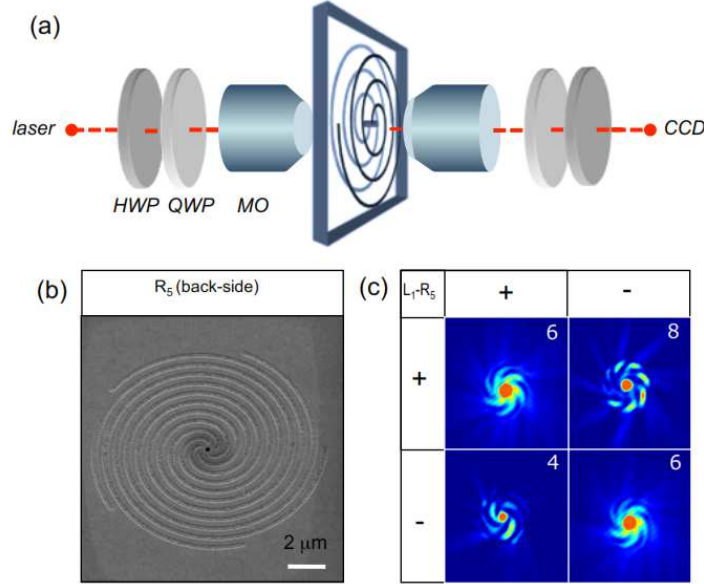 (a)
laser
CCD
HWP QWP MO
(b)
R5 (back-side)
2 μm
(c)
L1-R5 + -
+ 6 8
- 4 6